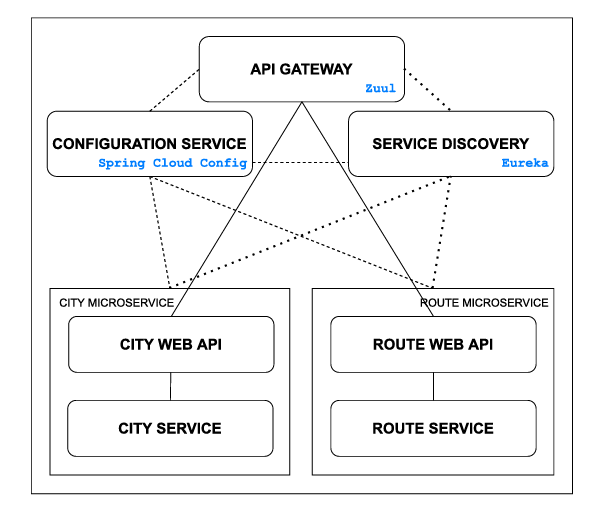 API GATEWAY
Zuul
CONFIGURATION SERVICE
Spring Cloud Config
SERVICE DISCOVERY
Eureka
CITY MICROSERVICE
CITY WEB API
CITY SERVICE
ROUTE MICROSERVICE
ROUTE WEB API
ROUTE SERVICE